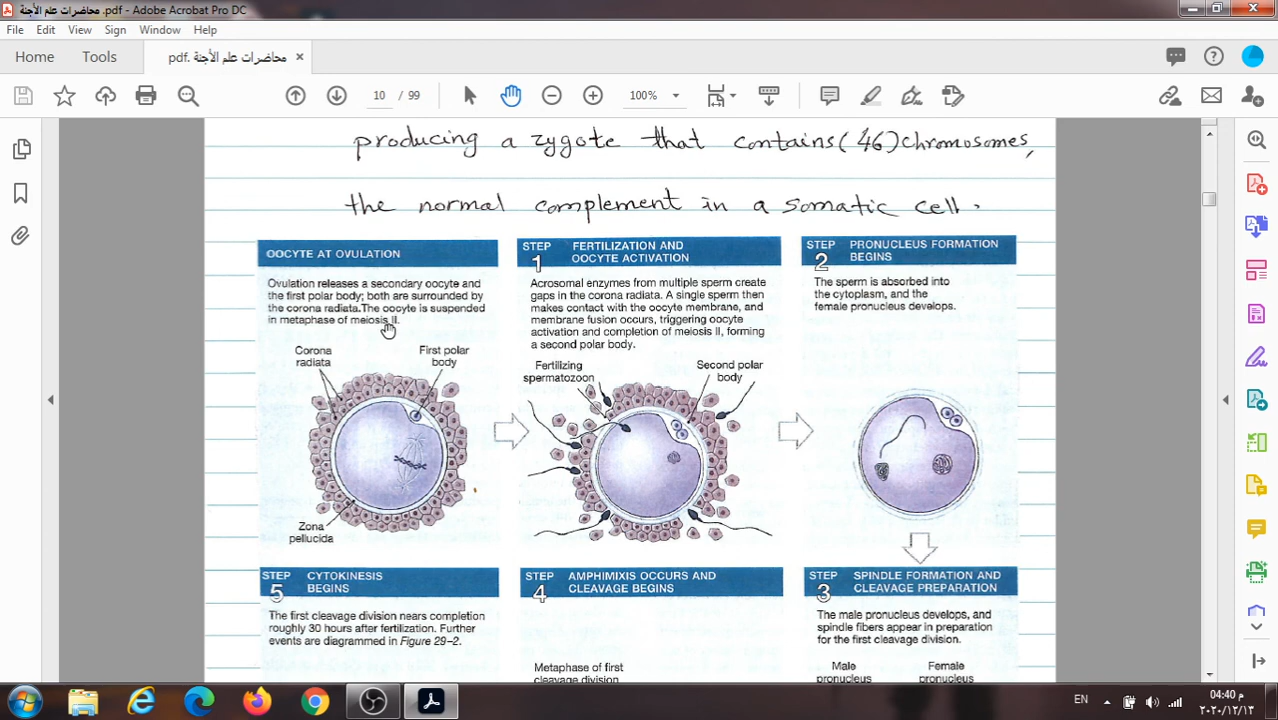 محاضرات علم الأجنة.pdf - Adobe Acrobat Pro DC
File Edit View Window Sign Help
Home Tools محاضرات علم الأجنة.pdf ×
10 / 99 100%
producing a zygote that contains (46) chromosomes,
the normal complement in a somatic cell.
OOCYTE AT OVULATION
Ovulation releases a secondary oocyte and
the first polar body; both are surrounded by
the corona radiata. The oocyte is suspended
in metaphase of meiosis II.
Corona
radiata
First polar
body
Zona
pellucida
STEP 1 FERTILIZATION AND
OOCYTE ACTIVATION
Acrosomal enzymes from multiple sperm create
gaps in the corona radiata. A single sperm then
makes contact with the oocyte membrane, and
membrane fusion occurs, triggering oocyte
activation and completion of meiosis II, forming
a second polar body.
Fertilizing
spermatozoon
Second polar
body
STEP 2 PRONUCLEUS FORMATION
BEGINS
The sperm is absorbed into
the cytoplasm, and the
female pronucleus develops.
STEP 5 CYTOKINESIS
BEGINS
The first cleavage division nears completion
roughly 30 hours after fertilization. Further
events are diagrammed in Figure 29–2.
STEP 4 AMPHIMIXIS OCCURS AND
CLEAVAGE BEGINS
Metaphase of first
cleavage division
STEP 3 SPINDLE FORMATION AND
CLEAVAGE PREPARATION
The male pronucleus develops, and
spindle fibers appear in preparation
for the first cleavage division.
Male
pronucleus
Female
pronucleus
EN
04:40 م
٢٠٢٠/١٢/١٣